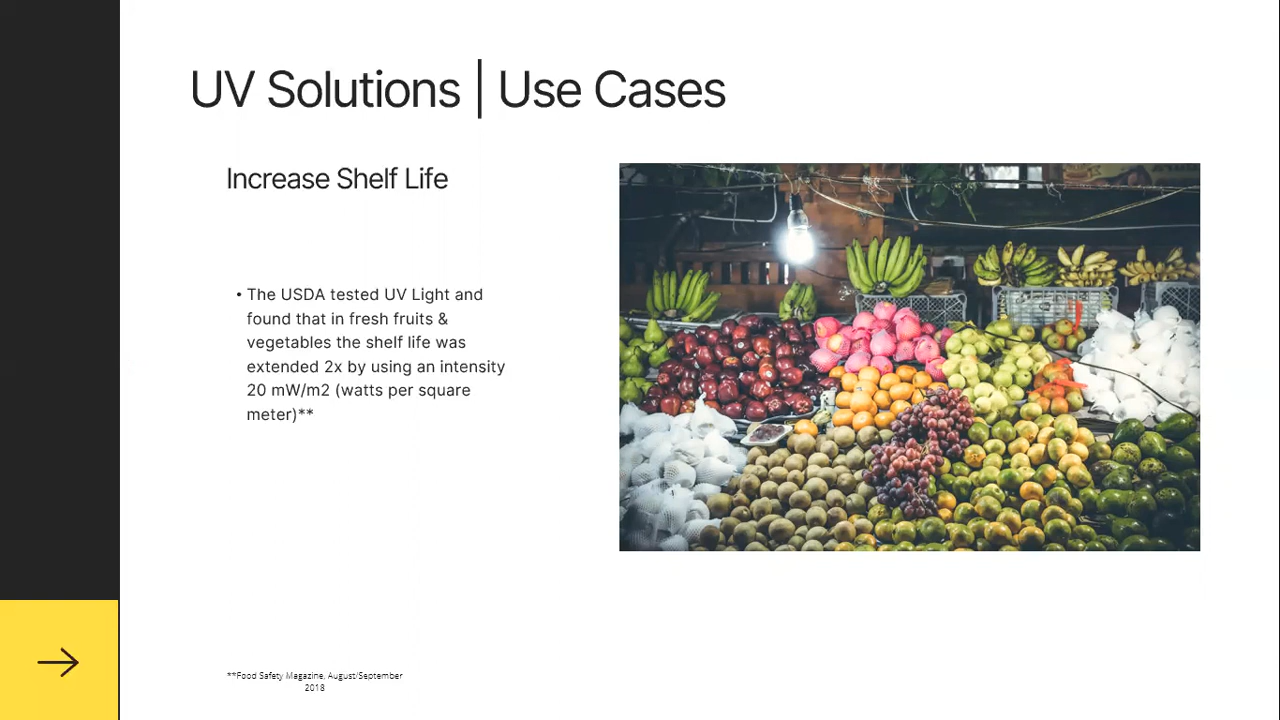 UV Solutions | Use Cases
Increase Shelf Life
• The USDA tested UV Light and
found that in fresh fruits &
vegetables the shelf life was
extended 2x by using an intensity
20 mW/m2 (watts per square
meter)**
**Food Safety Magazine, August/September
2018